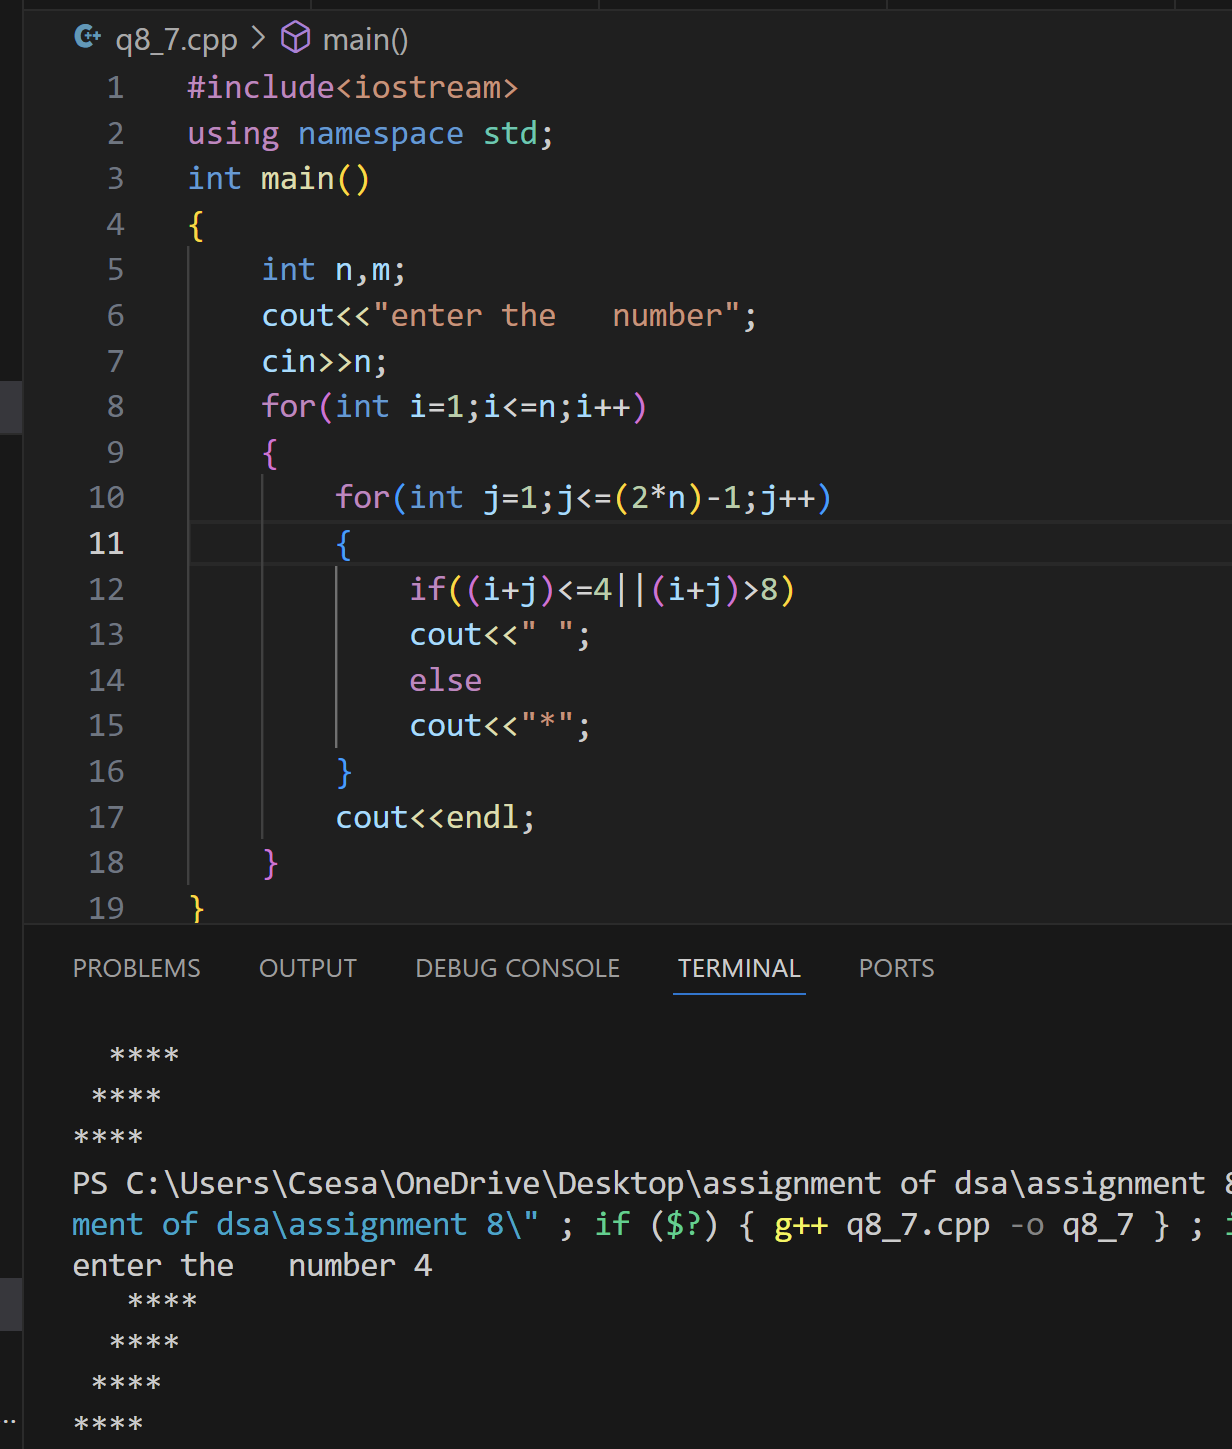 q8_7.cpp > main()
1 #include<iostream>
2 using namespace std;
3 int main()
4 {
5     int n,m;
6     cout<<"enter the   number";
7     cin>>n;
8     for(int i=1;i<=n;i++)
9     {
10         for(int j=1;j<=(2*n)-1;j++)
11         {
12             if((i+j)<=4||(i+j)>8)
13             cout<<" ";
14             else
15             cout<<"*";
16         }
17         cout<<endl;
18     }
19 }
PROBLEMS OUTPUT DEBUG CONSOLE TERMINAL PORTS
  ****
 ****
****
PS C:\Users\Csesa\OneDrive\Desktop\assignment of dsa\assignment 8
ment of dsa\assignment 8\" ; if ($?) { g++ q8_7.cpp -o q8_7 } ; i
enter the   number 4
   ****
  ****
 ****
****